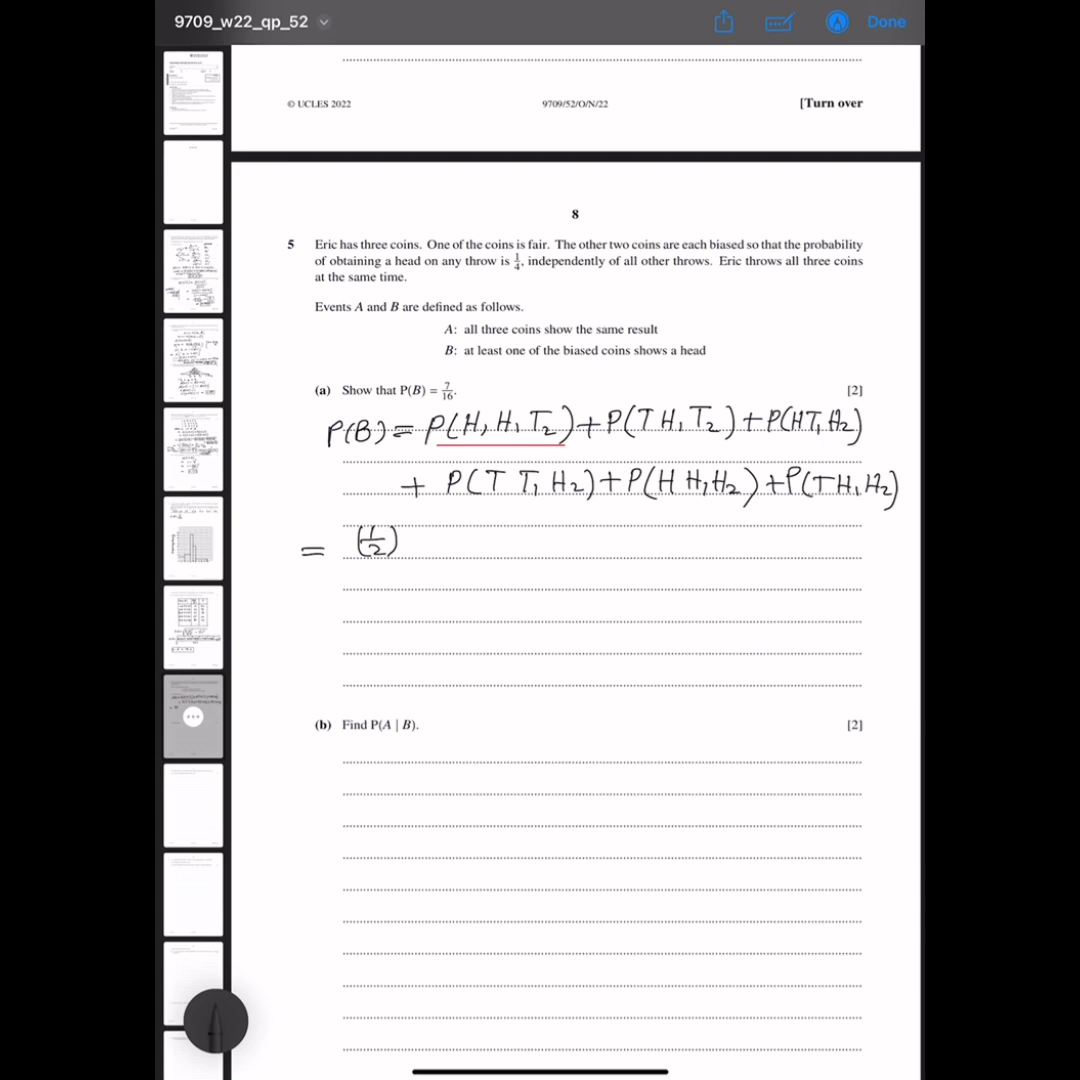 9709_w22_qp_52
Done
© UCLES 2022 9709/52/O/N/22 [Turn over
8
5 Eric has three coins. One of the coins is fair. The other two coins are each biased so that the probability
of obtaining a head on any throw is 1/4, independently of all other throws. Eric throws all three coins
at the same time.
Events A and B are defined as follows.
A: all three coins show the same result
B: at least one of the biased coins shows a head
(a) Show that P(B) = 7/16. [2]
P(B) = P(H, H₁ T₂) + P(T H₁ T₂) + P(H T₁ H₂)
+ P(T T₁ H₂) + P(H H₁ H₂) + P(T H₁ H₂)
= (1/2)
(b) Find P(A | B). [2]